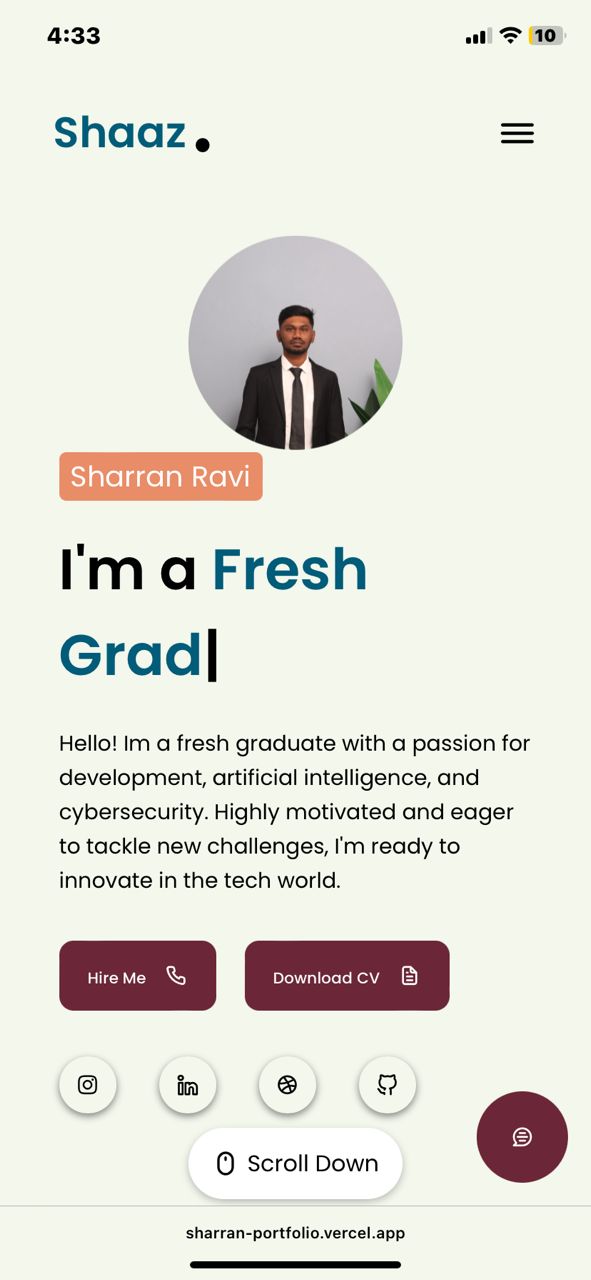 4:33
10
Shaaz.
Sharran Ravi
I'm a Fresh
Grad|
Hello! Im a fresh graduate with a passion for
development, artificial intelligence, and
cybersecurity. Highly motivated and eager
to tackle new challenges, I'm ready to
innovate in the tech world.
Hire Me
Download CV
in
Scroll Down
sharran-portfolio.vercel.app